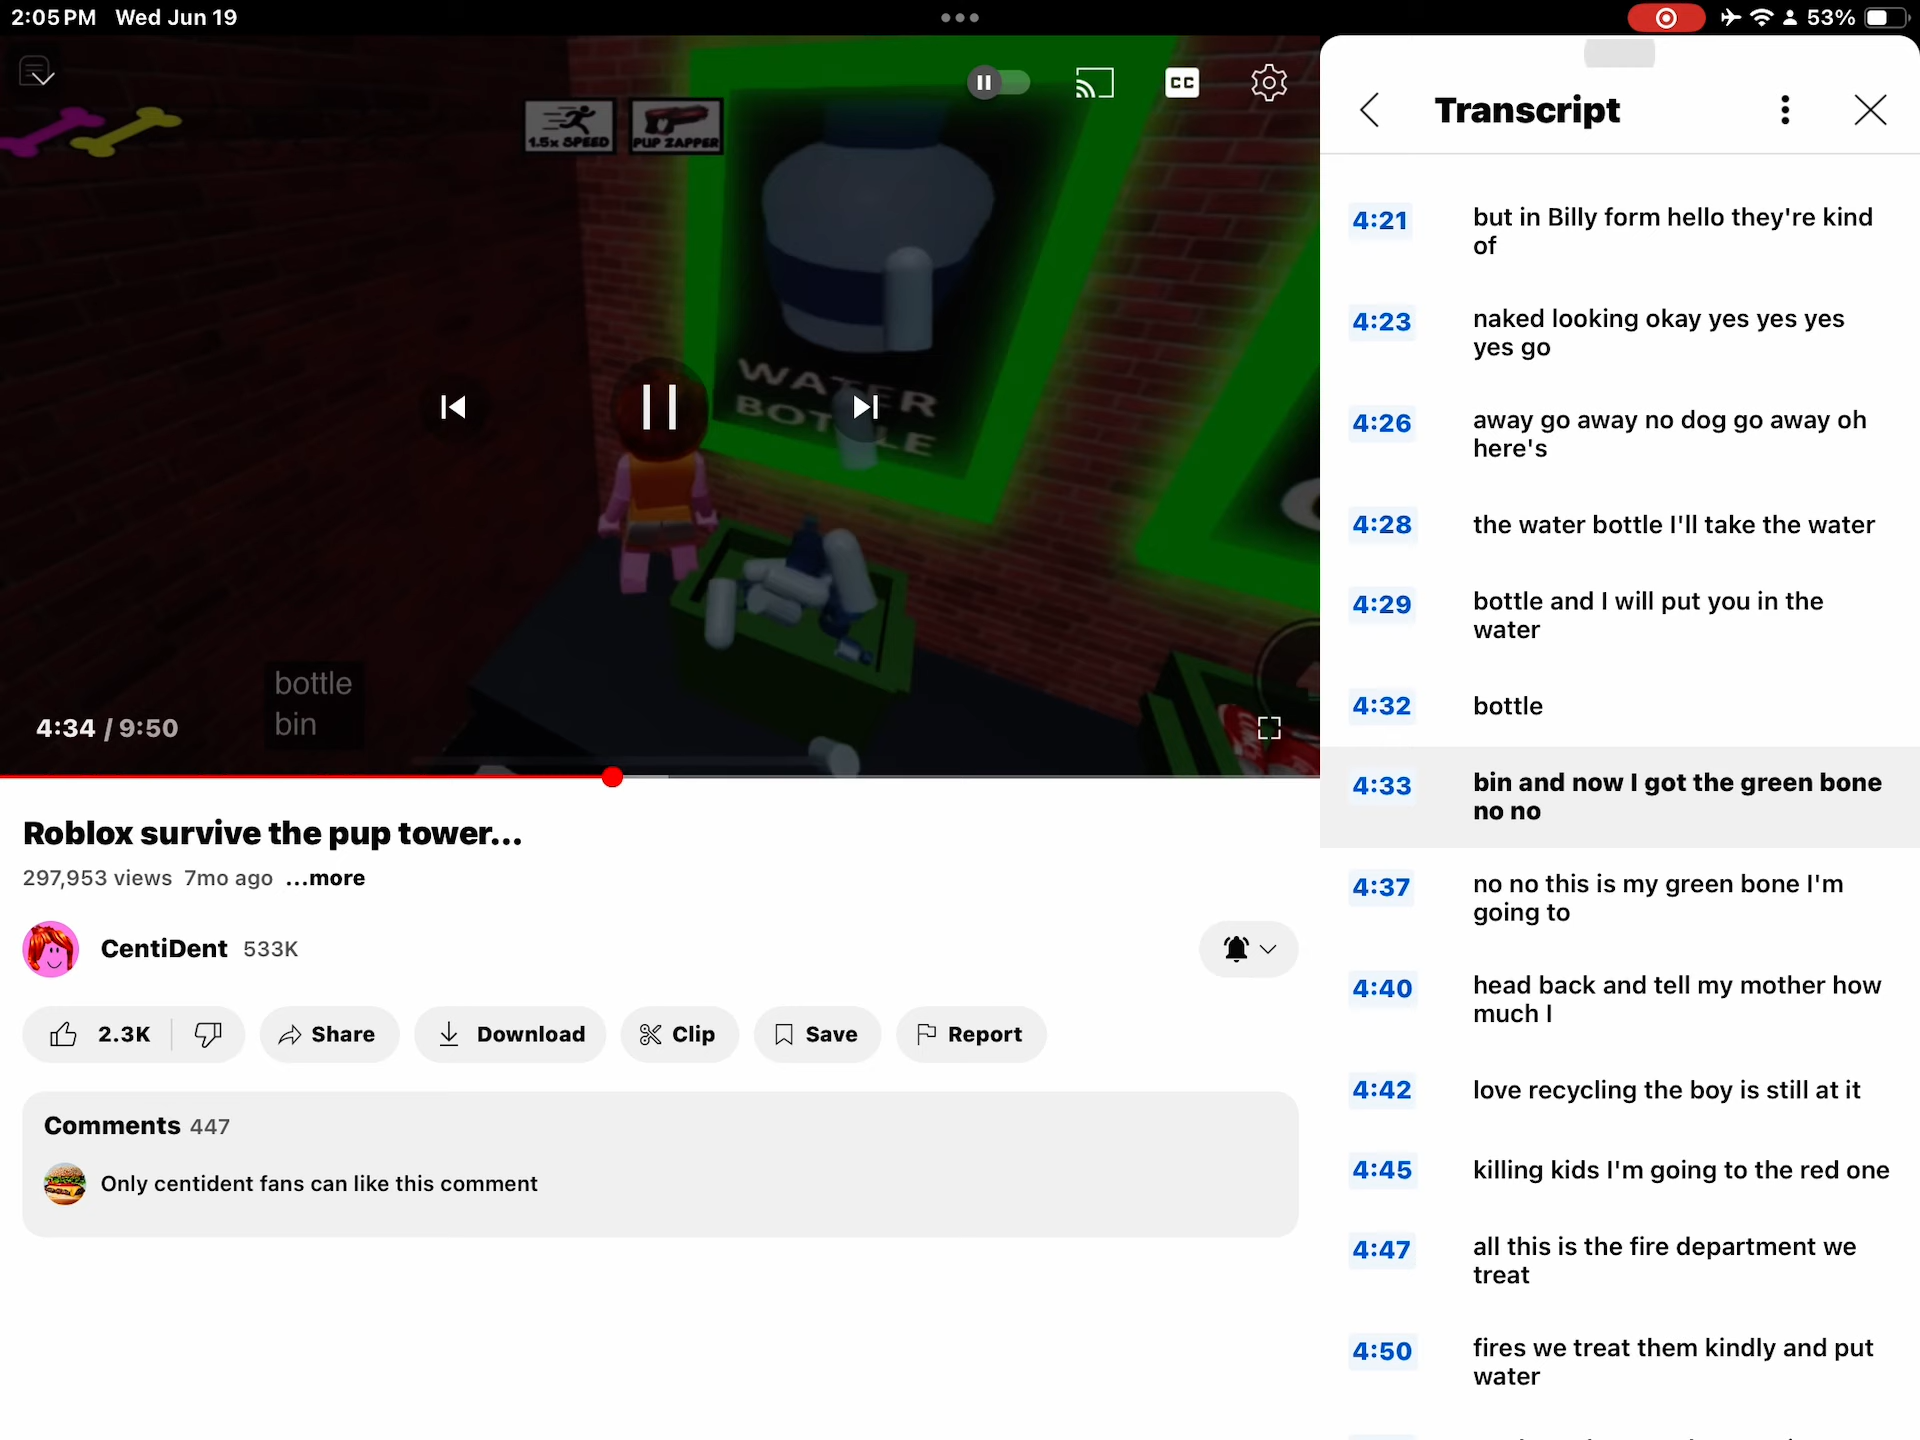 2:05 PM Wed Jun 19
53%
1.5x SPEED
PUP ZAPPER
CC
WATER
BOTTLE
bottle
bin
4:34 / 9:50
Roblox survive the pup tower...
297,953 views 7mo ago ...more
CentiDent 533K
2.3K
Share
Download
Clip
Save
Report
Comments 447
Only centident fans can like this comment
Transcript
4:21 but in Billy form hello they're kind
of
4:23 naked looking okay yes yes yes
yes go
4:26 away go away no dog go away oh
here's
4:28 the water bottle I'll take the water
4:29 bottle and I will put you in the
water
4:32 bottle
4:33 bin and now I got the green bone
no no
4:37 no no this is my green bone I'm
going to
4:40 head back and tell my mother how
much I
4:42 love recycling the boy is still at it
4:45 killing kids I'm going to the red one
4:47 all this is the fire department we
treat
4:50 fires we treat them kindly and put
water